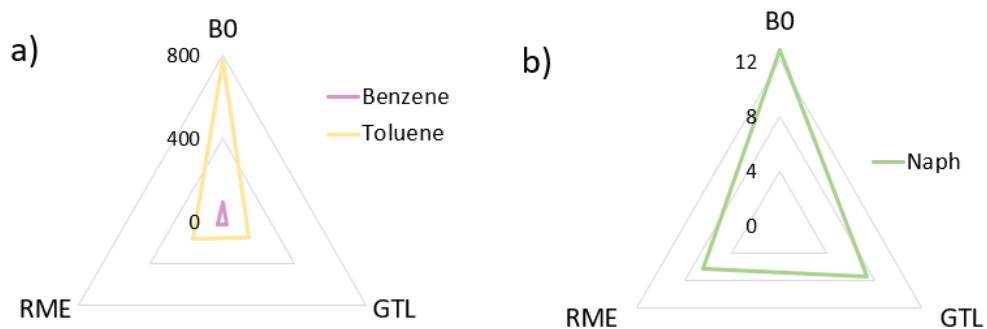 a)
B0
800
400
0
RME
GTL
Benzene
Toluene
b)
B0
12
8
4
0
RME
GTL
Naph